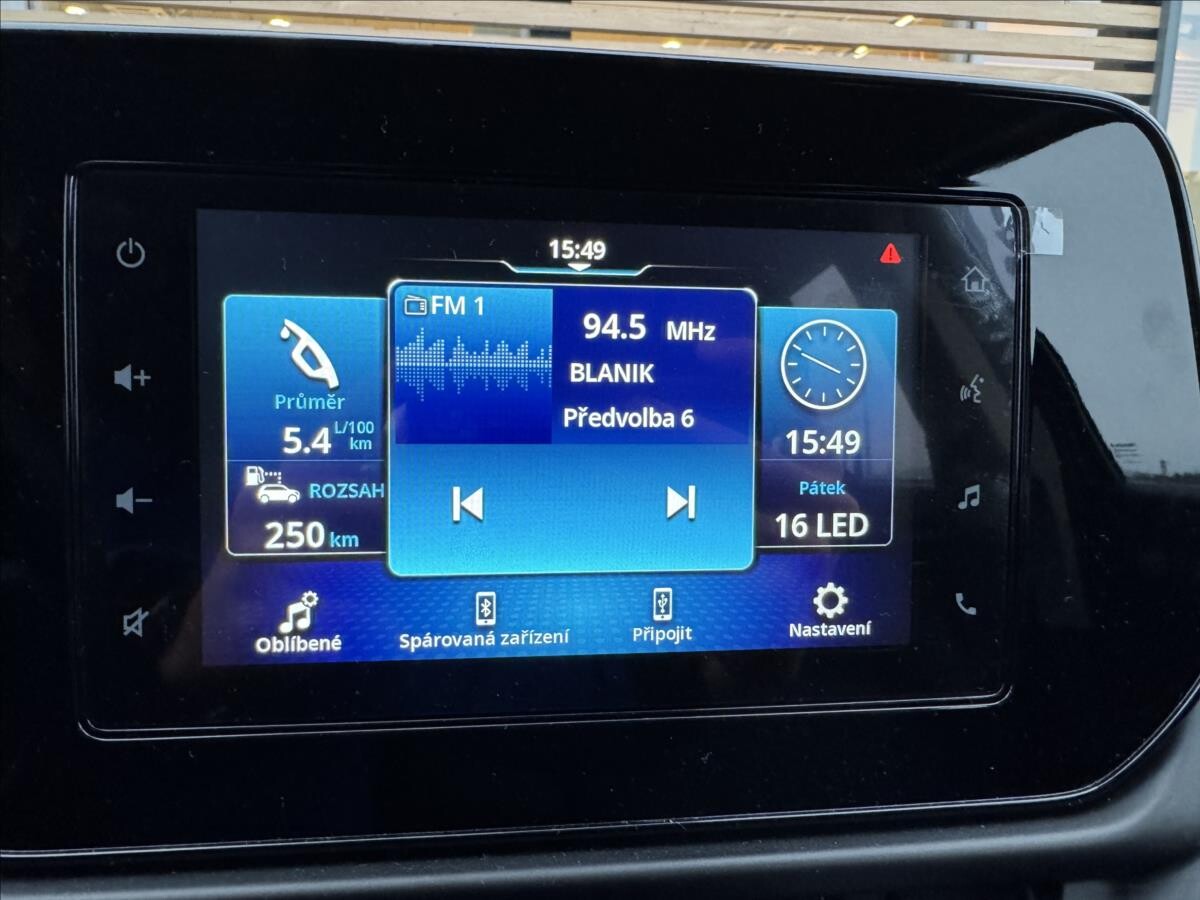 15:49
Průměr
5.4 L/100 km
ROZSAH
250 km
FM 1
94.5 MHz
BLANIK
Předvolba 6
15:49
Pátek
16 LED
Oblíbené
Spárovaná zařízení
Připojit
Nastavení